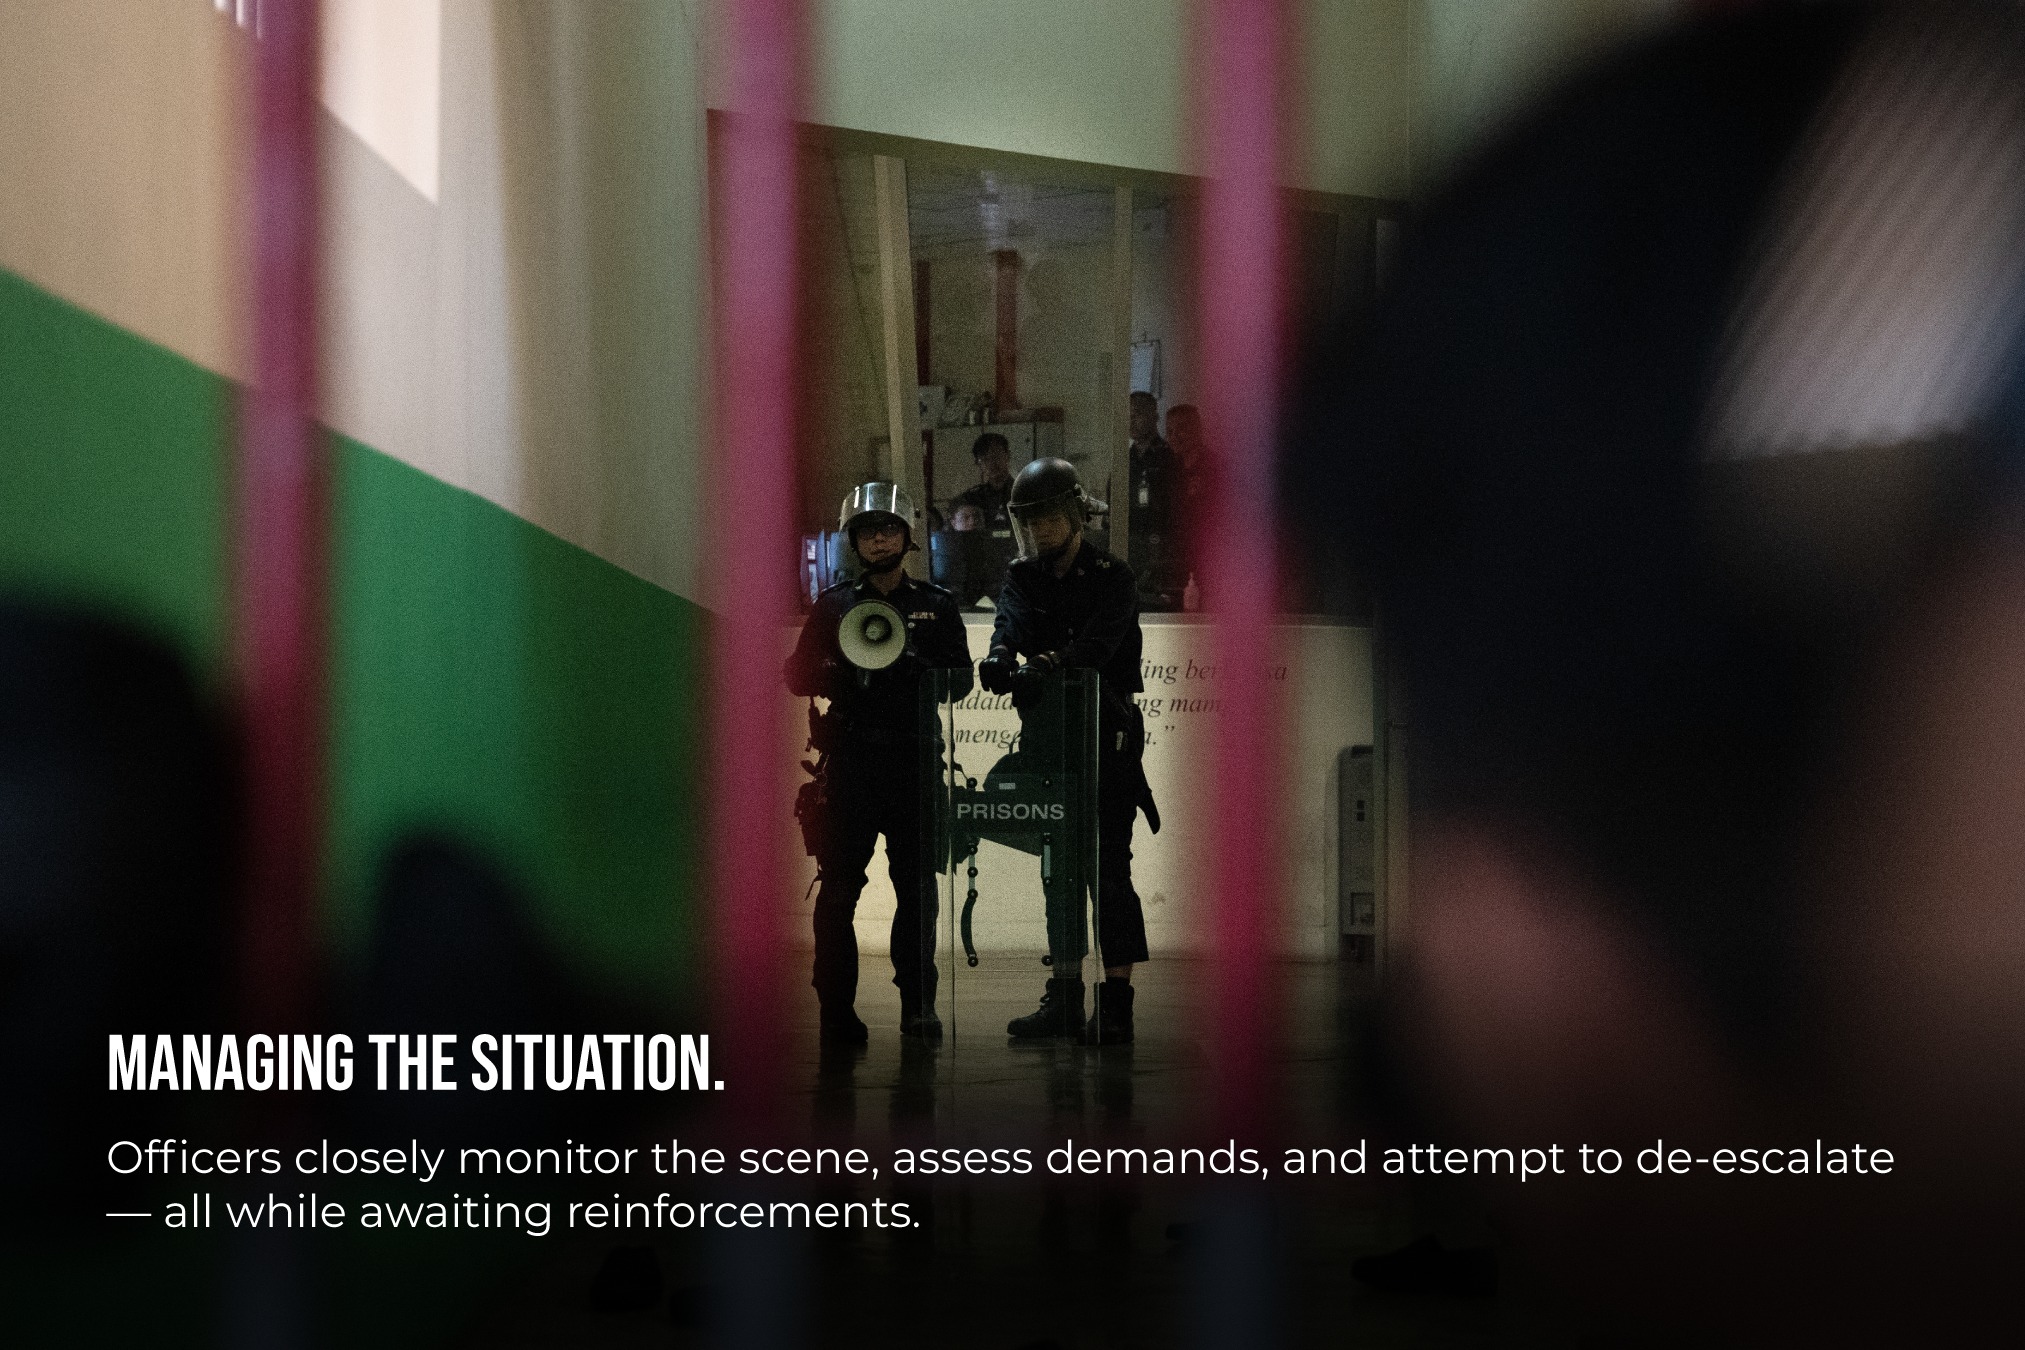 PRISONS
MANAGING THE SITUATION.
Officers closely monitor the scene, assess demands, and attempt to de-escalate
— all while awaiting reinforcements.